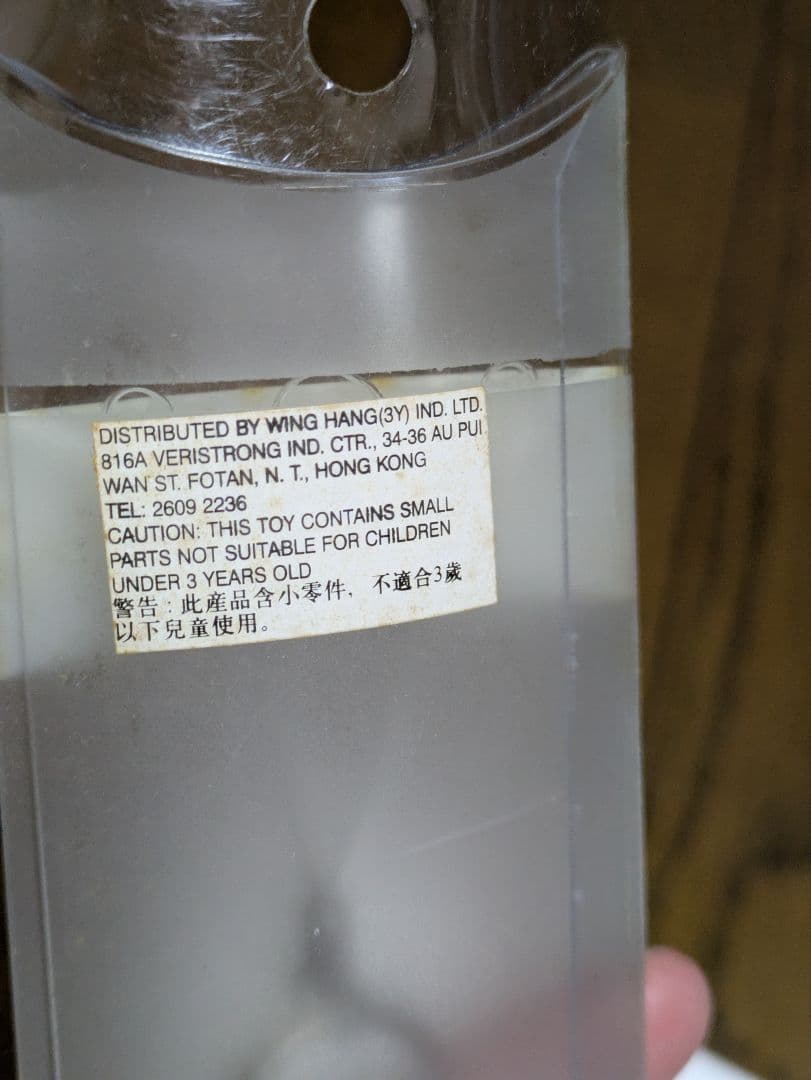 DISTRIBUTED BY WING HANG(3Y) IND. LTD.
816A VERISTRONG IND. CTR., 34-36 AU PUI
WAN ST. FOTAN, N. T., HONG KONG
TEL: 2609 2236
CAUTION: THIS TOY CONTAINS SMALL
PARTS NOT SUITABLE FOR CHILDREN
UNDER 3 YEARS OLD
警告：此產品含小零件，不適合3歲
以下兒童使用。